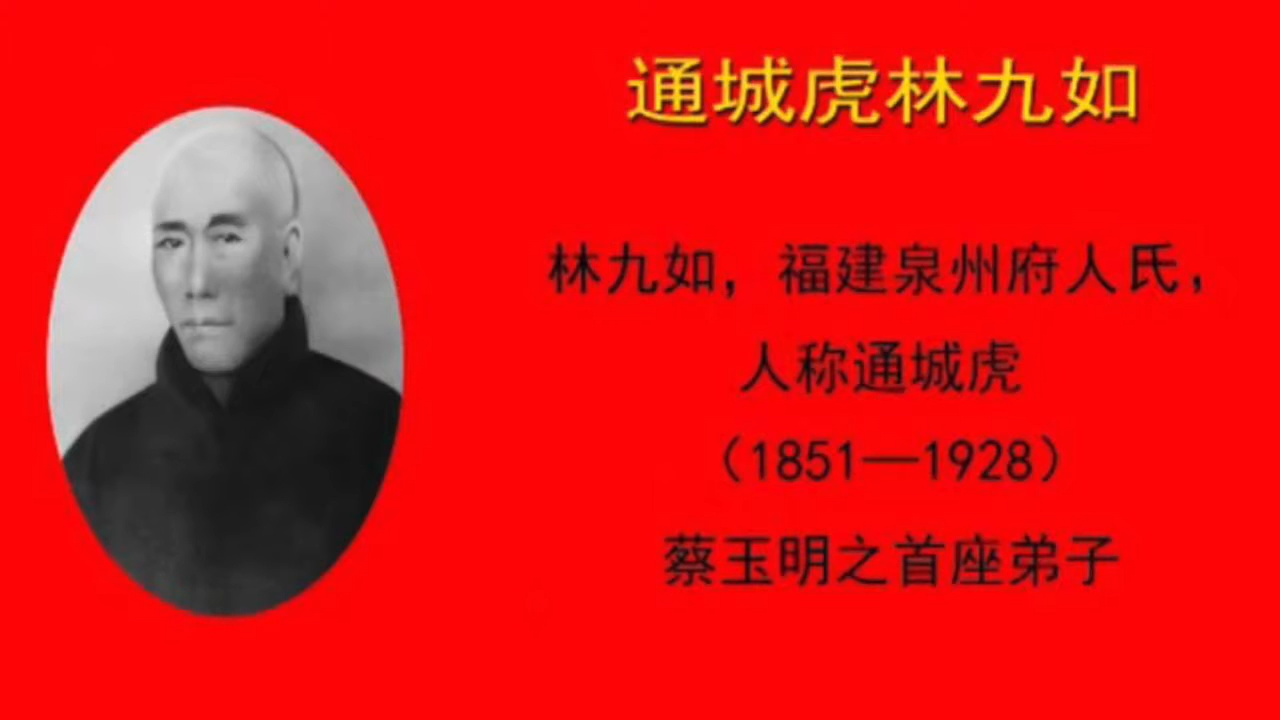 通城虎林九如
林九如，福建泉州府人氏，
人称通城虎
（1851—1928）
蔡玉明之首座弟子